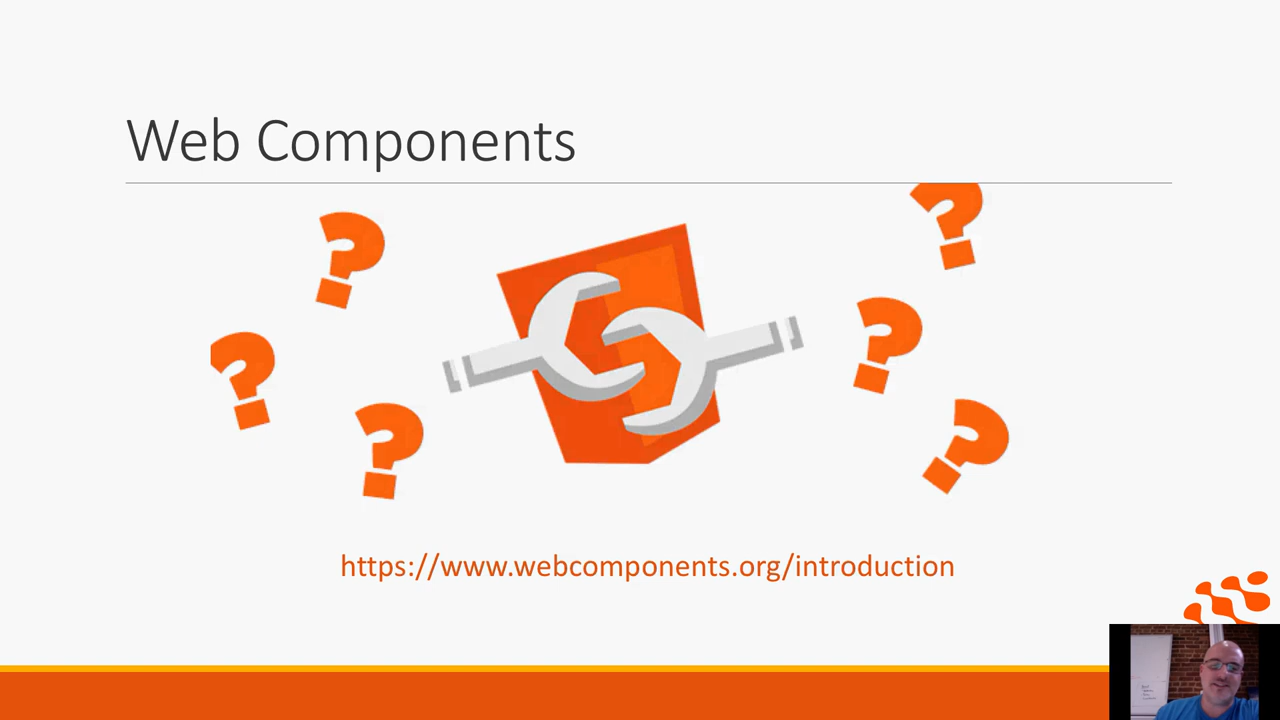 Web Components
? ? ? ? ? ? ?
https://www.webcomponents.org/introduction